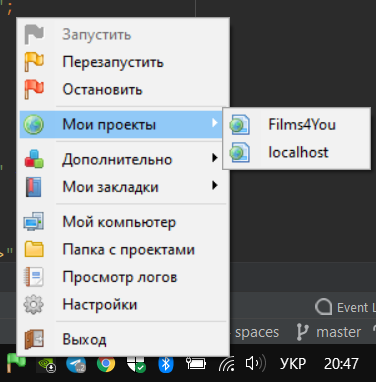 ";
Запустить
Перезапустить
Остановить
Мои проекты
Films4You
localhost
Дополнительно
Мои закладки
Мой компьютер
Папка с проектами
Просмотр логов
Настройки
Выход
"
>"
Event L
spaces
master
УКР
20:47